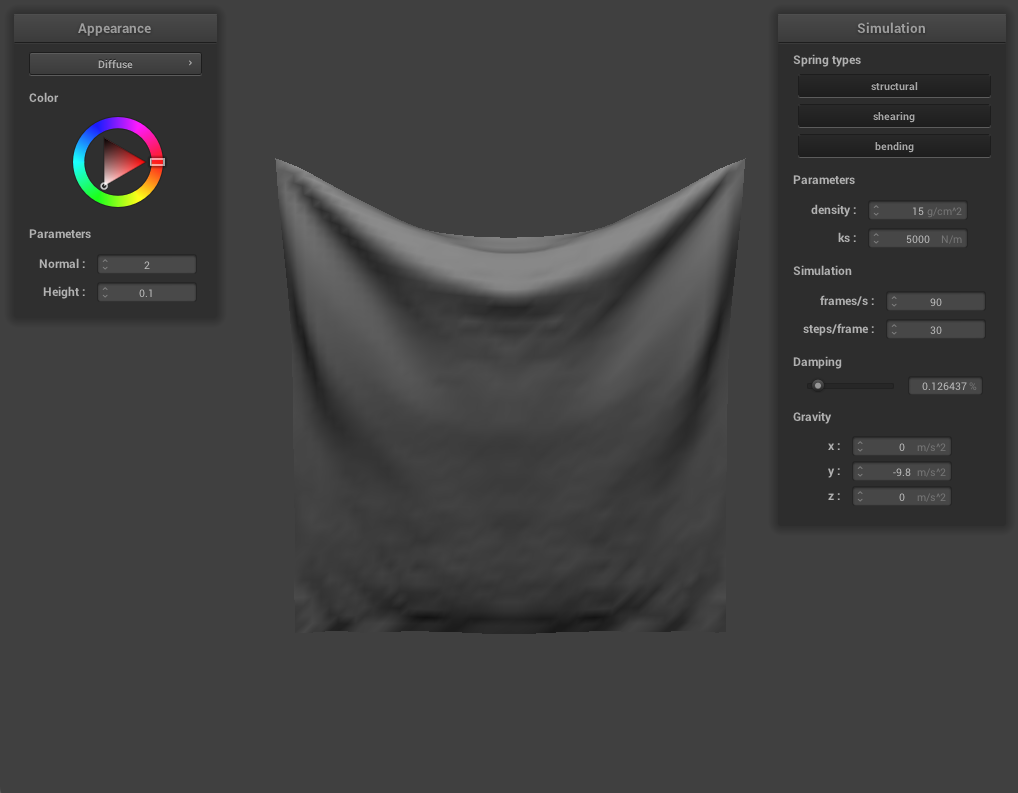 Appearance
Diffuse
Color
Parameters
Normal : 2
Height : 0.1
Simulation
Spring types
structural
shearing
bending
Parameters
density : 15 g/cm^2
ks : 5000 N/m
Simulation
frames/s : 90
steps/frame : 30
Damping
0.126437 %
Gravity
x : 0 m/s^2
y : -9.8 m/s^2
z : 0 m/s^2